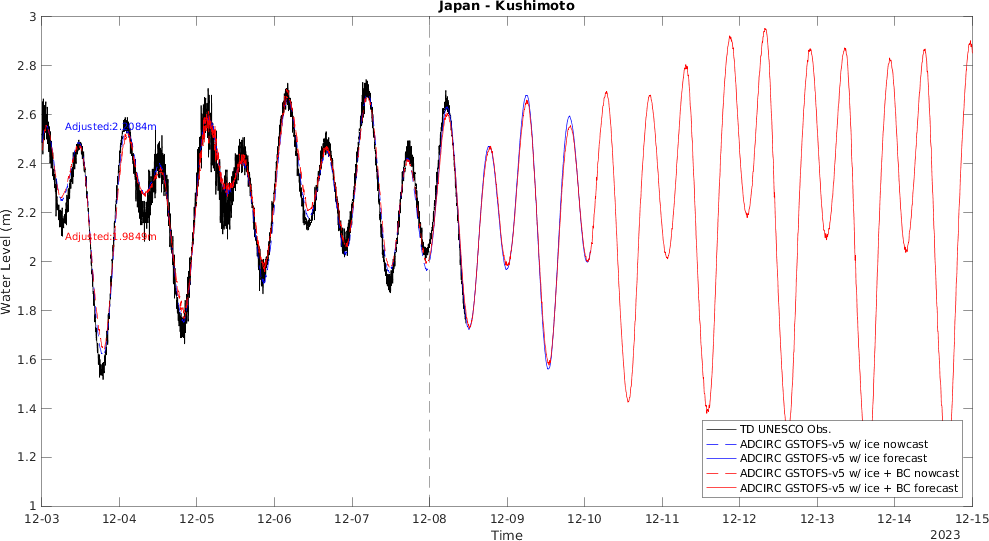 Japan - Kushimoto
3
2.8
2.6
2.4
2.2
2
1.8
1.6
1.4
1.2
1
Water Level (m)
Adjusted:1.9849m
12-03
12-04
12-05
12-06
12-07
12-08
12-09
12-10
12-11
12-12
12-13
12-14
12-15
Time
2023
TD UNESCO Obs.
ADCIRC GSTOFS-v5 w/ ice nowcast
ADCIRC GSTOFS-v5 w/ ice forecast
ADCIRC GSTOFS-v5 w/ ice + BC nowcast
ADCIRC GSTOFS-v5 w/ ice + BC forecast